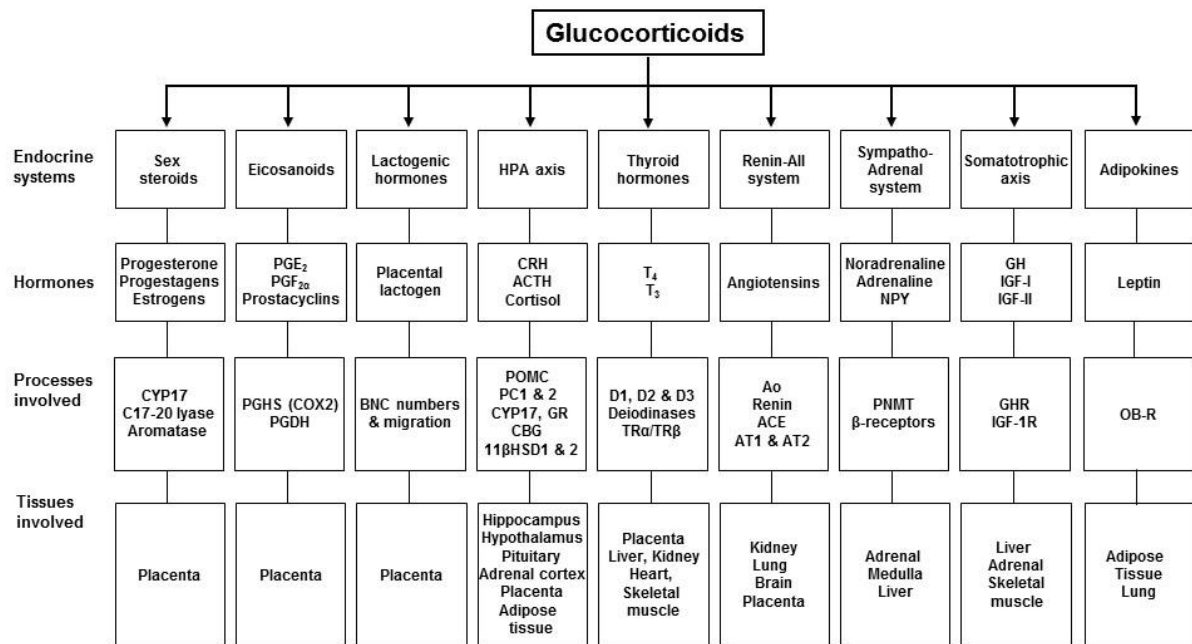 Glucocorticoids
Endocrine
systems
Sex
steroids
Eicosanoids
Lactogenic
hormones
HPA axis
Thyroid
hormones
Renin-All
system
Sympatho-
Adrenal
system
Somatotrophic
axis
Adipokines
Hormones
Progesterone
Progestagens
Estrogens
PGE₂
PGF₂α
Prostacyclins
Placental
lactogen
CRH
ACTH
Cortisol
T₄
T₃
Angiotensins
Noradrenaline
Adrenaline
NPY
GH
IGF-I
IGF-II
Leptin
Processes
involved
CYP17
C17-20 lyase
Aromatase
PGHS (COX2)
PGDH
BNC numbers
& migration
POMC
PC1 & 2
CYP17, GR
CBG
11βHSD1 & 2
D1, D2 & D3
Deiodinases
TRα/TRβ
Ao
Renin
ACE
AT1 & AT2
PNMT
β-receptors
GHR
IGF-1R
OB-R
Tissues
involved
Placenta
Placenta
Placenta
Hippocampus
Hypothalamus
Pituitary
Adrenal cortex
Placenta
Adipose
tissue
Placenta
Liver, Kidney
Heart,
Skeletal
muscle
Kidney
Lung
Brain
Placenta
Adrenal
Medulla
Liver
Liver
Adrenal
Skeletal
muscle
Adipose
Tissue
Lung